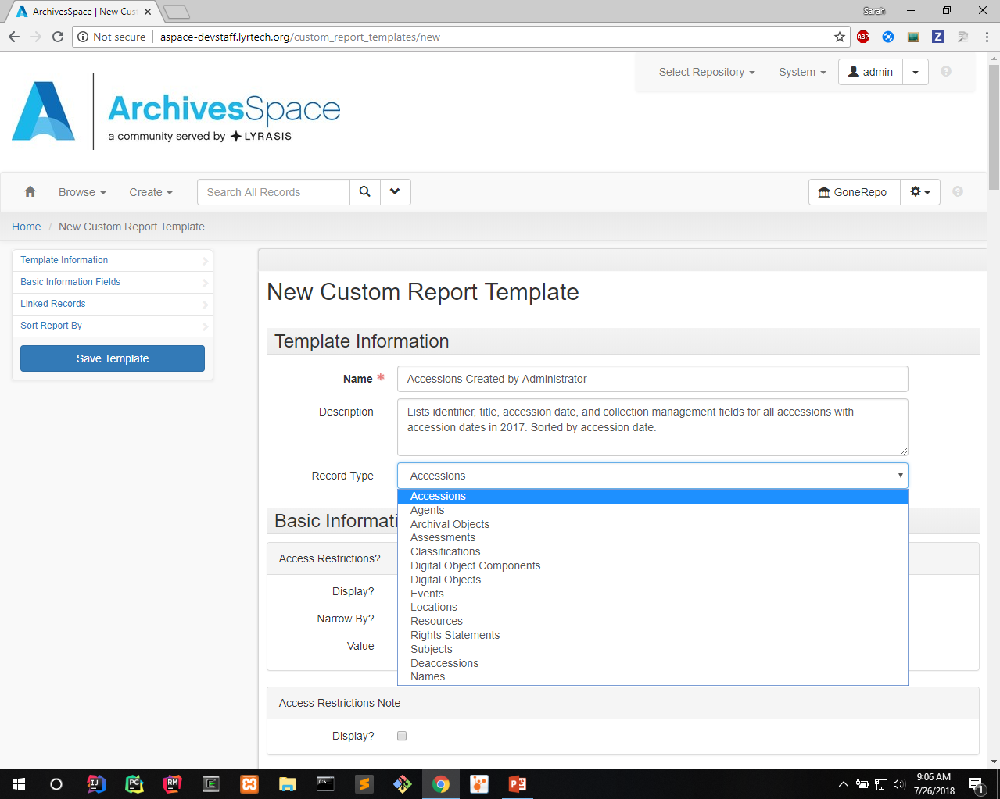 ArchivesSpace | New Cus
Sarah
Not secure
aspace-devstaff.lyrtech.org/custom_report_templates/new
ABP
Z
Select Repository
System
admin
ArchivesSpace
a community served by LYRASIS
Browse
Create
Search All Records
GoneRepo
Home / New Custom Report Template
Template Information
Basic Information Fields
Linked Records
Sort Report By
Save Template
New Custom Report Template
Template Information
Name *
Accessions Created by Administrator
Description
Lists identifier, title, accession date, and collection management fields for all accessions with
accession dates in 2017. Sorted by accession date.
Record Type
Accessions
Accessions
Agents
Archival Objects
Assessments
Classifications
Digital Object Components
Digital Objects
Events
Locations
Resources
Rights Statements
Subjects
Deaccessions
Names
Basic Informati
Access Restrictions?
Display?
Narrow By?
Value
Access Restrictions Note
Display?
IJ
PC
RM
9:06 AM
7/26/2018
1